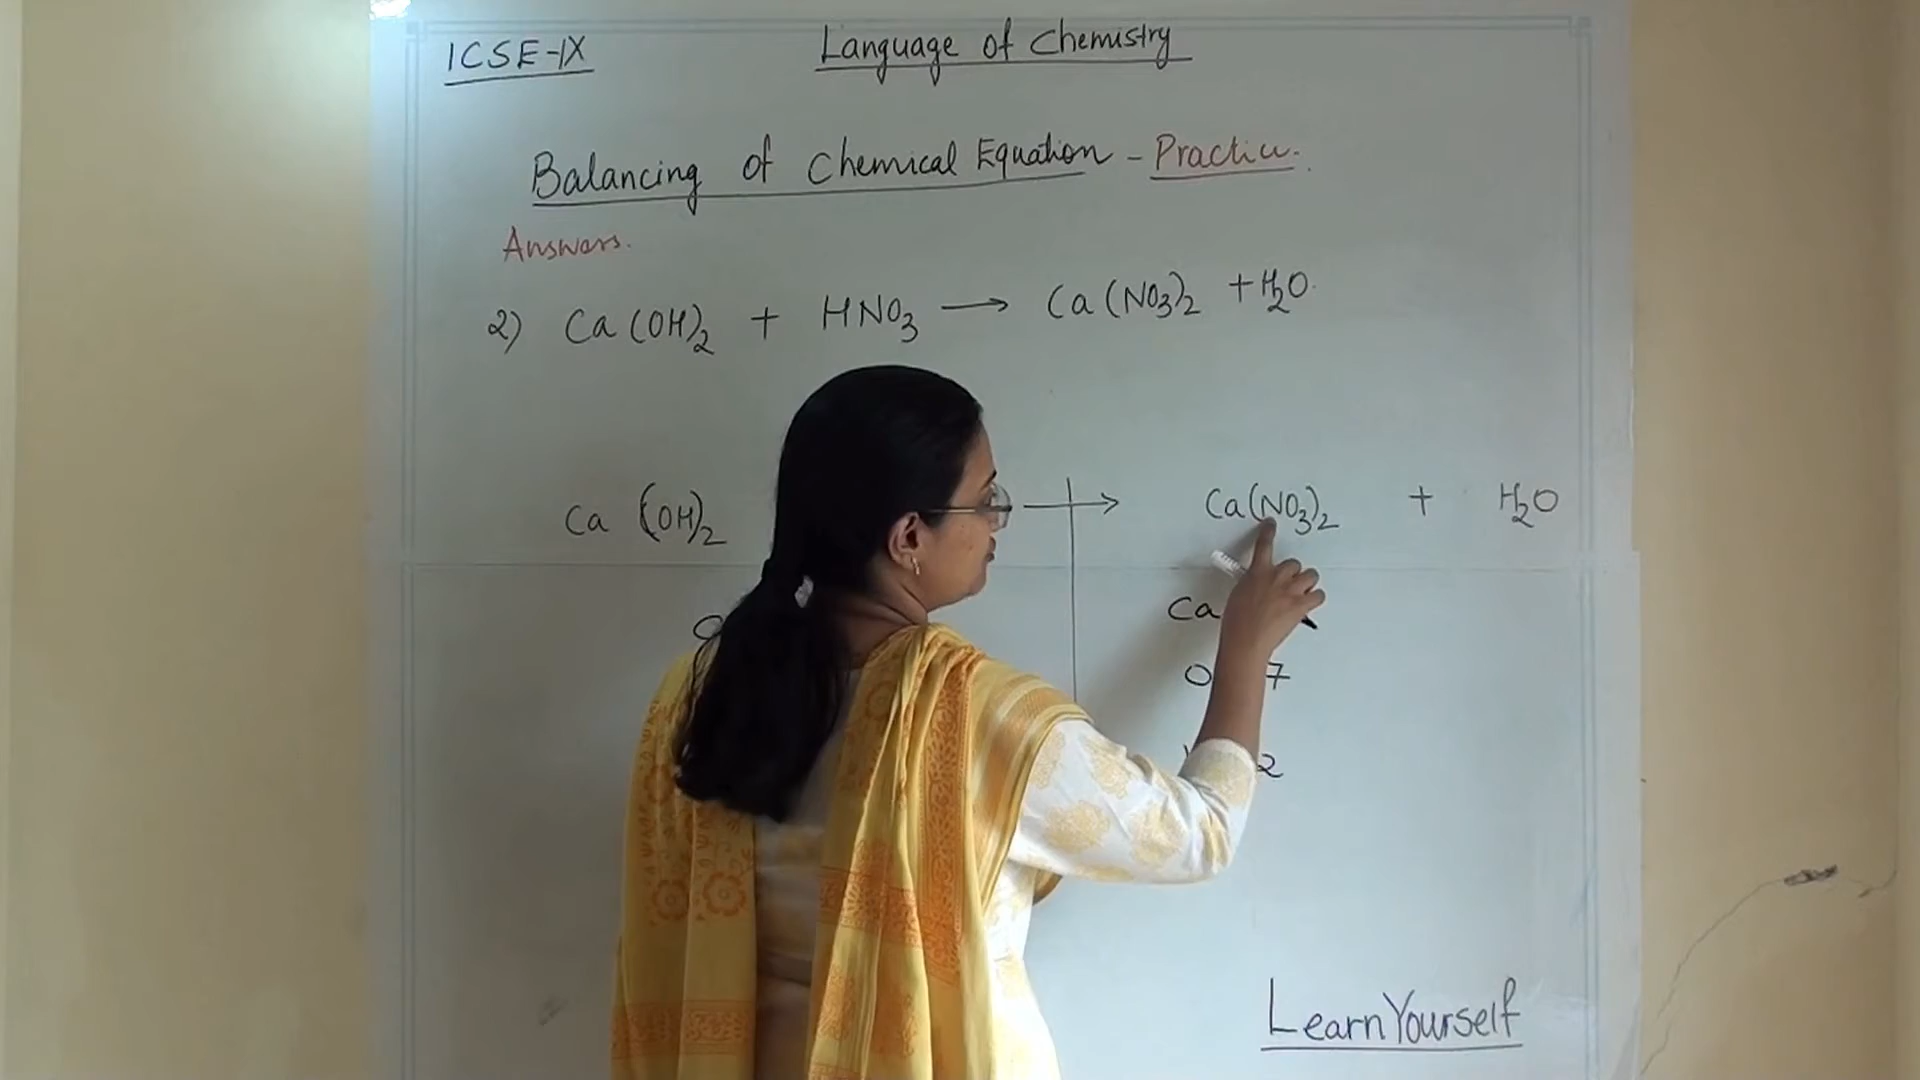 ICSE-IX Language of Chemistry
Balancing of Chemical Equation - Practice.
Answers.
2) Ca(OH)2 + HNO3 → Ca(NO3)2 + H2O.
Ca (OH)2 → Ca(NO3)2 + H2O
Ca
O 7
2
LearnYourself